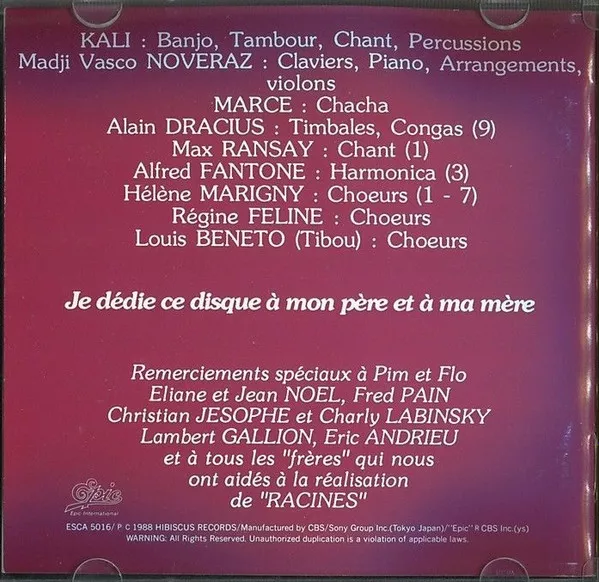 KALI : Banjo, Tambour, Chant, Percussions
Madji Vasco NOVERAZ : Claviers, Piano, Arrangements,
violons
MARCE : Chacha
Alain DRACIUS : Timbales, Congas (9)
Max RANSAY : Chant (1)
Alfred FANTONE : Harmonica (3)
Hélène MARIGNY : Choeurs (1 - 7)
Régine FELINE : Choeurs
Louis BENETO (Tibou) : Choeurs
Je dédie ce disque à mon père et à ma mère
Remerciements spéciaux à Pim et Flo
Eliane et Jean NOEL, Fred PAIN
Christian JESOPHE et Charly LABINSKY
Lambert GALLION, Eric ANDRIEU
et à tous les "frères" qui nous
ont aidés à la réalisation
de "RACINES"
Epic
Epic International
ESCA 5016/ P C 1988 HIBISCUS RECORDS/Manufactured by CBS/Sony Group Inc.(Tokyo Japan)/"Epic" R CBS Inc.(ys)
WARNING: All Rights Reserved. Unauthorized duplication is a violation of applicable laws.